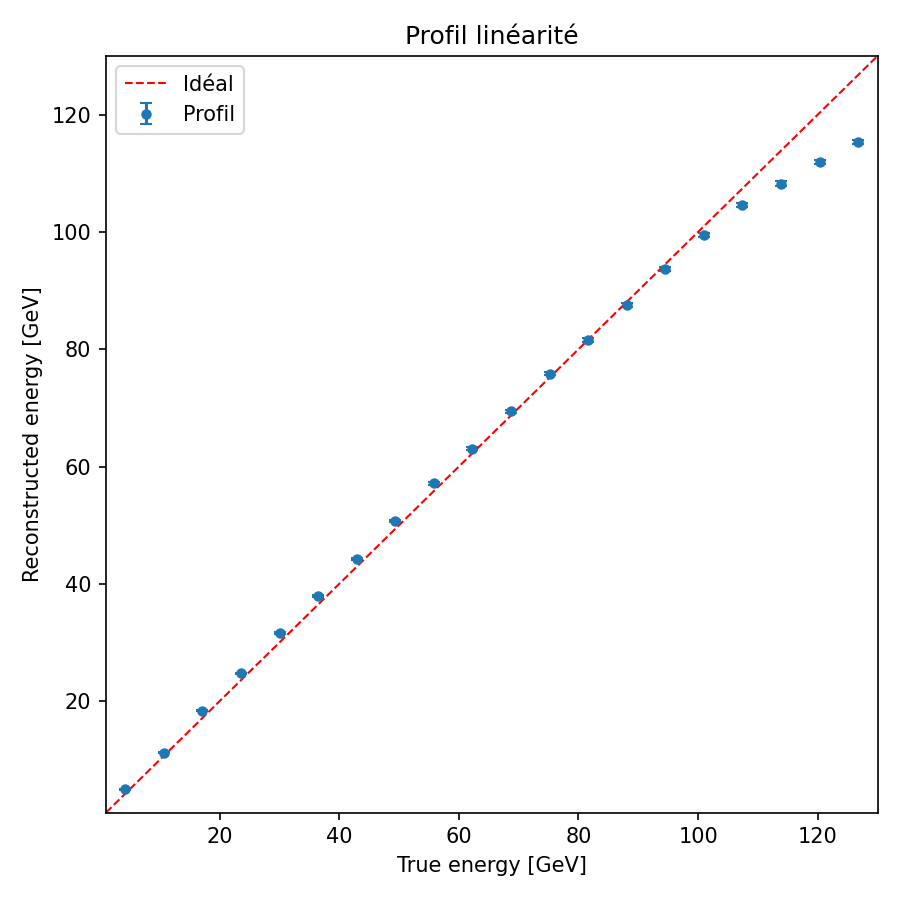 Profil linéarité
Idéal
Profil
120
100
80
60
40
20
Reconstructed energy [GeV]
20 40 60 80 100 120
True energy [GeV]